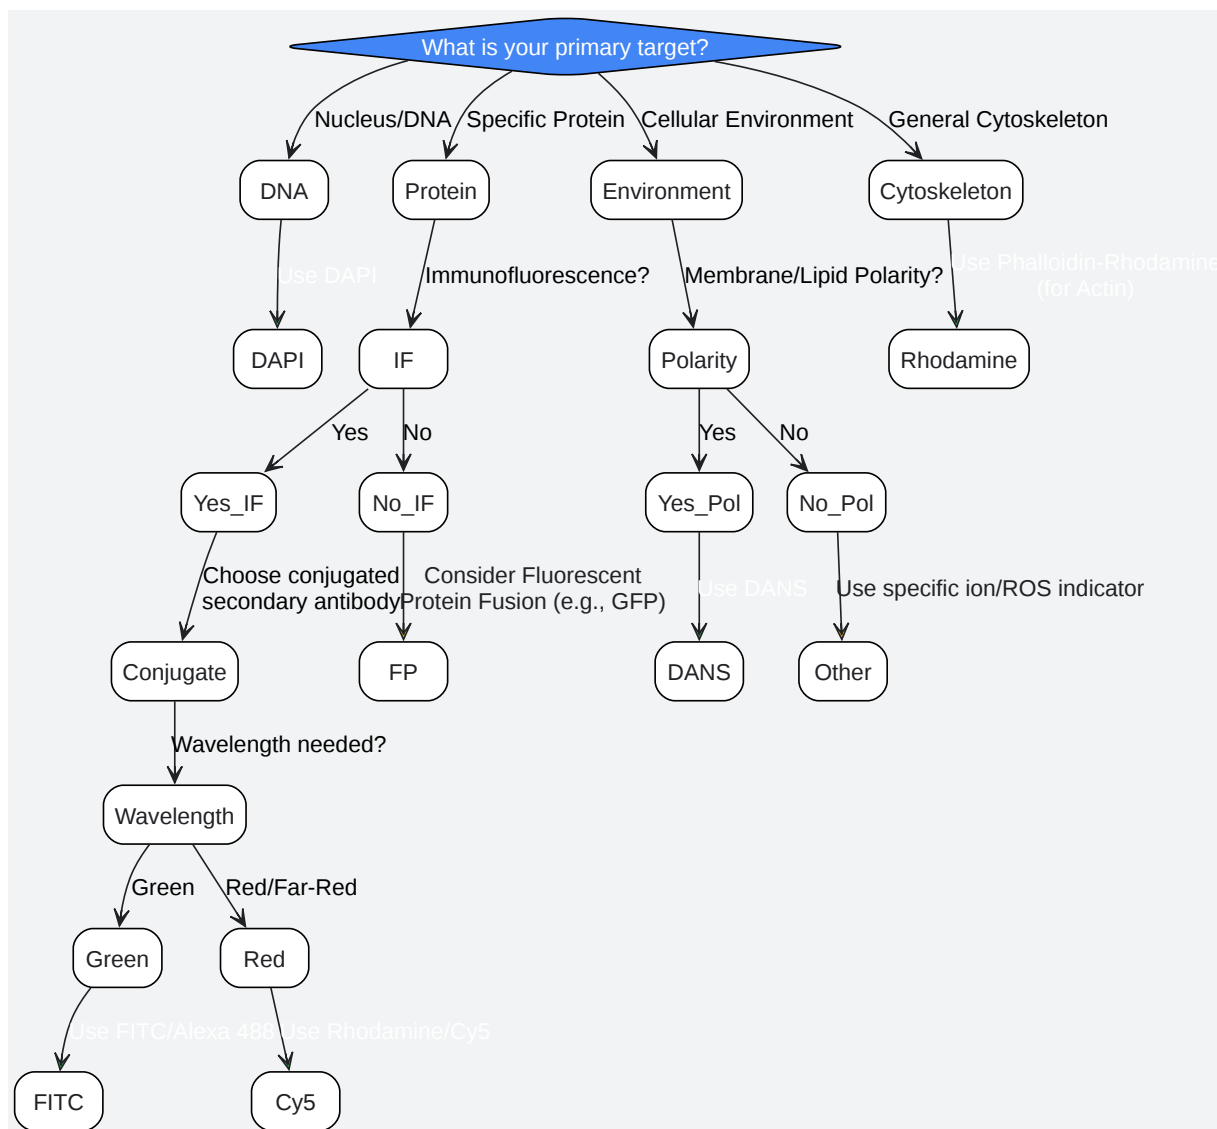 What is your primary target?
Nucleus/DNA
Specific Protein
Cellular Environment
General Cytoskeleton
DNA
Protein
Environment
Cytoskeleton
Use DAPI
Immunofluorescence?
Membrane/Lipid Polarity?
Use Phalloidin-Rhodamine
(for Actin)
DAPI
IF
Polarity
Rhodamine
Yes
No
Yes
No
Yes_IF
No_IF
Yes_Pol
No_Pol
Choose conjugated
secondary antibody
Consider Fluorescent
Protein Fusion (e.g., GFP)
Use DANS
Use specific ion/ROS indicator
Conjugate
FP
DANS
Other
Wavelength needed?
Wavelength
Green
Red/Far-Red
Green
Red
Use FITC/Alexa 488
Use Rhodamine/Cy5
FITC
Cy5